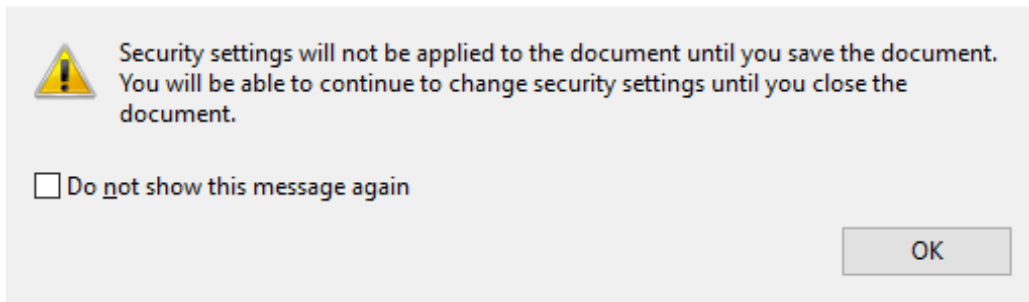 Security settings will not be applied to the document until you save the document.
You will be able to continue to change security settings until you close the
document.
Do not show this message again
OK